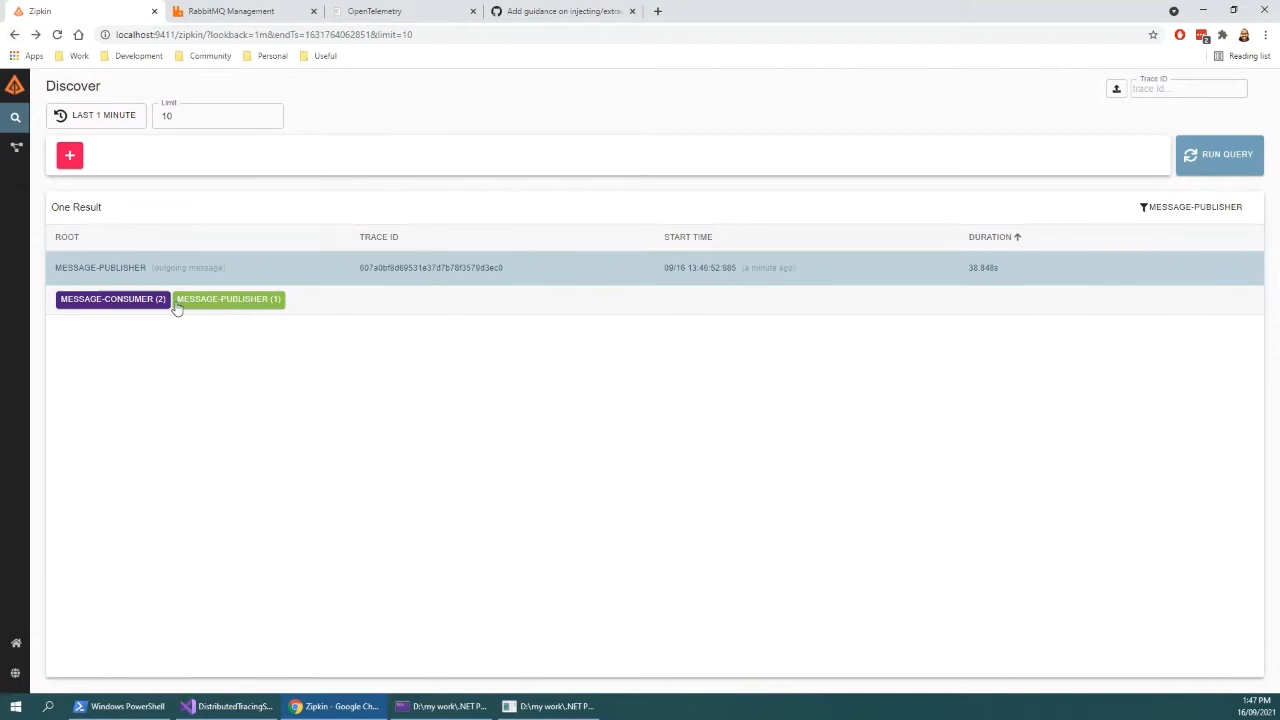 Zipkin
RabbitMQ Management
OpenTelemetry
Add guidance on injecting/extra
localhost:9411/zipkin/?lookback=1m&endTs=1631764062851&limit=10
2
Apps
Work
Development
Community
Personal
Useful
Reading list
Discover
Trace ID
trace id...
LAST 1 MINUTE
Limit
10
RUN QUERY
One Result
MESSAGE-PUBLISHER
ROOT
TRACE ID
START TIME
DURATION
MESSAGE-PUBLISHER (outgoing message)
607a0bf8d69531e37d7b78f3579d3ec0
09/16 13:46:52:685 (a minute ago)
38.848s
MESSAGE-CONSUMER (2)
MESSAGE-PUBLISHER (1)
Windows PowerShell
DistributedTracingS...
Zipkin - Google Ch...
D:\my work\.NET P...
D:\my work\.NET P...
1:47 PM
16/09/2021